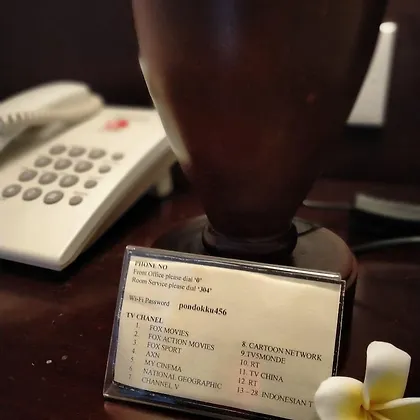 PHONE NO
From Office please dial "0"
Room Service please dial "304"
Wi-Fi Password pondokku456
TV CHANEL
1. FOX MOVIES
2. FOX ACTION MOVIES
3. FOX SPORT
4. AXN
5. MY CINEMA
6. NATIONAL GEOGRAPHIC
7. CHANNEL V
8. CARTOON NETWORK
9.TV5MONDE
10. RT
11. TV CHINA
12. RT
13 – 28 INDONESIAN